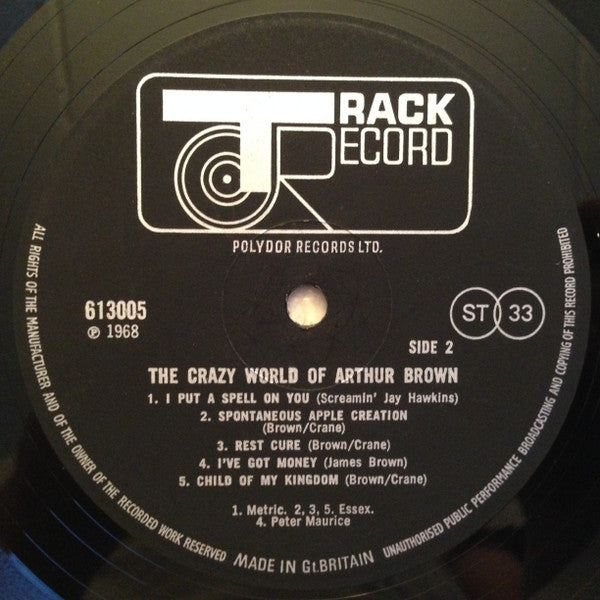 TRACK
RECORD
POLYDOR RECORDS LTD.
613005
℗ 1968
ST 33
SIDE 2
THE CRAZY WORLD OF ARTHUR BROWN
1. I PUT A SPELL ON YOU (Screamin' Jay Hawkins)
2. SPONTANEOUS APPLE CREATION
(Brown/Crane)
3. REST CURE (Brown/Crane)
4. I'VE GOT MONEY (James Brown)
5. CHILD OF MY KINGDOM (Brown/Crane)
1. Metric. 2, 3, 5. Essex.
4. Peter Maurice
ALL RIGHTS OF THE MANUFACTURER AND OF THE OWNER OF THE RECORDED WORK RESERVED
MADE IN Gt.BRITAIN
UNAUTHORISED PUBLIC PERFORMANCE BROADCASTING AND COPYING OF THIS RECORD PROHIBITED